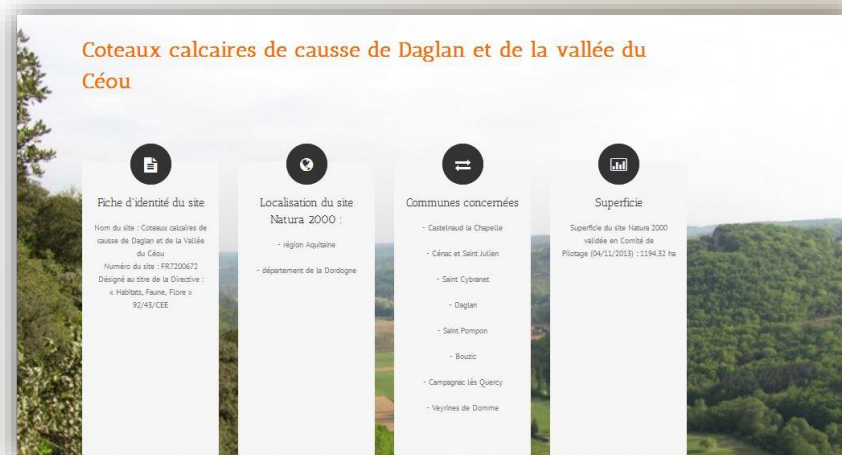 Coteaux calcaires de causse de Daglan et de la vallée du
Céou
Fiche d'identité du site
Nom du site : Coteaux calcaires de
causse de Daglan et de la Vallée
du Céou
Numéro du site : FR7200672
Désigné au titre de la Directive :
« Habitats, Faune, Flore »
92/43/CEE
Localisation du site
Natura 2000 :
- région Aquitaine
- département de la Dordogne
Communes concernées
- Castelnaud la Chapelle
- Cénac et Saint Julien
- Saint Cybranet
- Daglan
- Saint Pompon
- Bouzic
- Campagnac lès Quercy
- Veyrines de Domme
Superficie
Superficie du site Natura 2000
validée en Comité de
Pilotage (04/11/2013) : 1194.32 ha